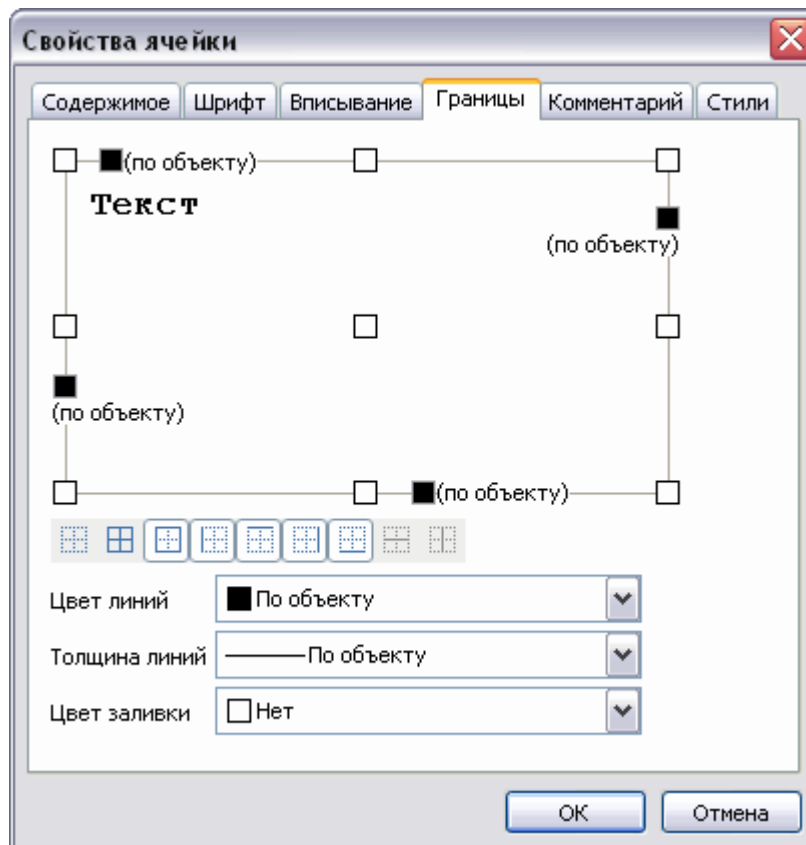 Свойства ячейки
Содержимое Шрифт Вписывание Границы Комментарий Стили
(по объекту)
Текст
(по объекту)
(по объекту)
(по объекту)
Цвет линий По объекту
Толщина линий По объекту
Цвет заливки Нет
ОК Отмена